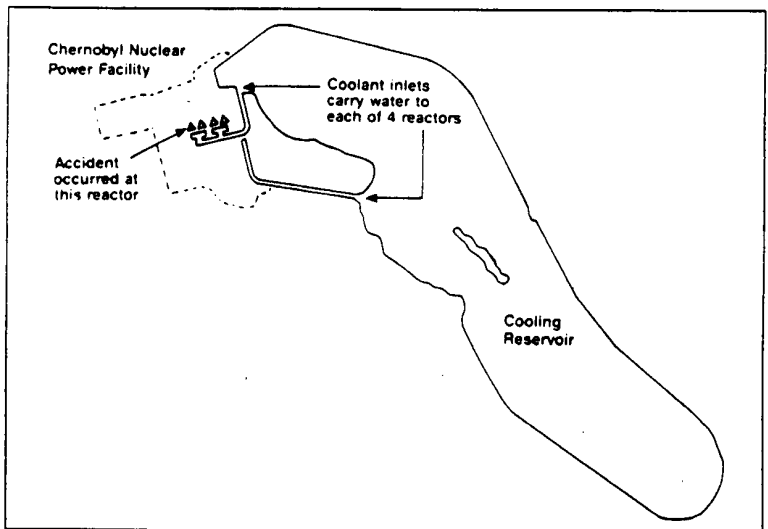 Chernobyl Nuclear
Power Facility
Coolant inlets
carry water to
each of 4 reactors
Accident
occurred at
this reactor
Cooling
Reservoir